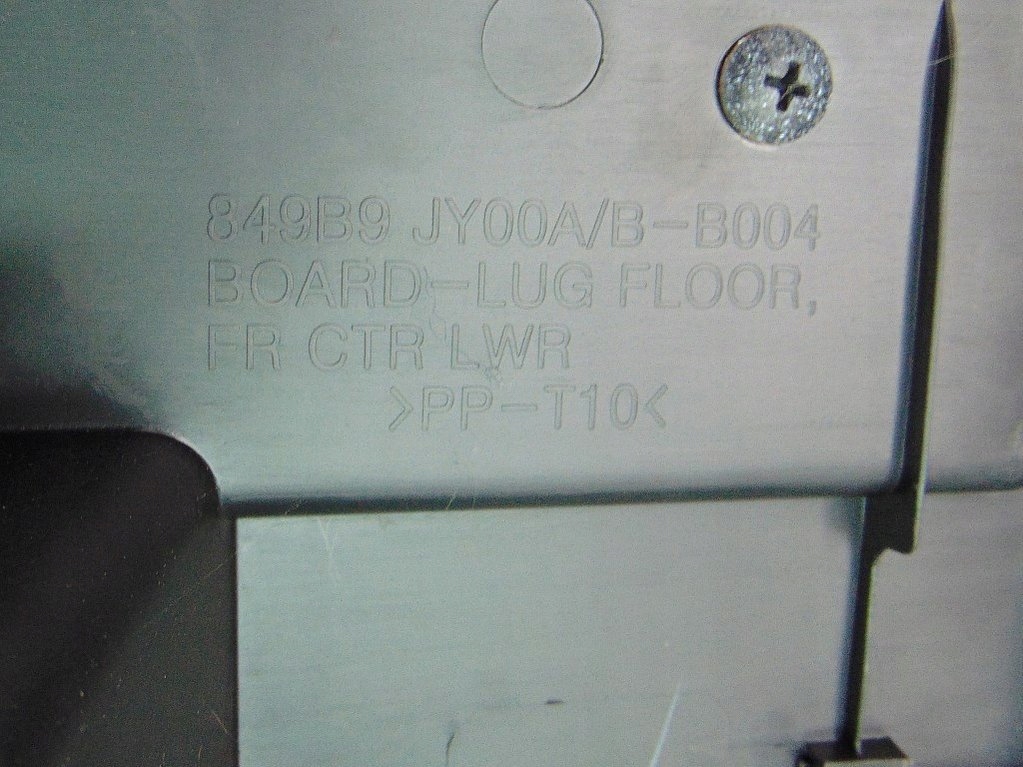 849B9 JY00A/B-B004
BOARD-LUG FLOOR,
FR CTR LWR
>PP-T10<